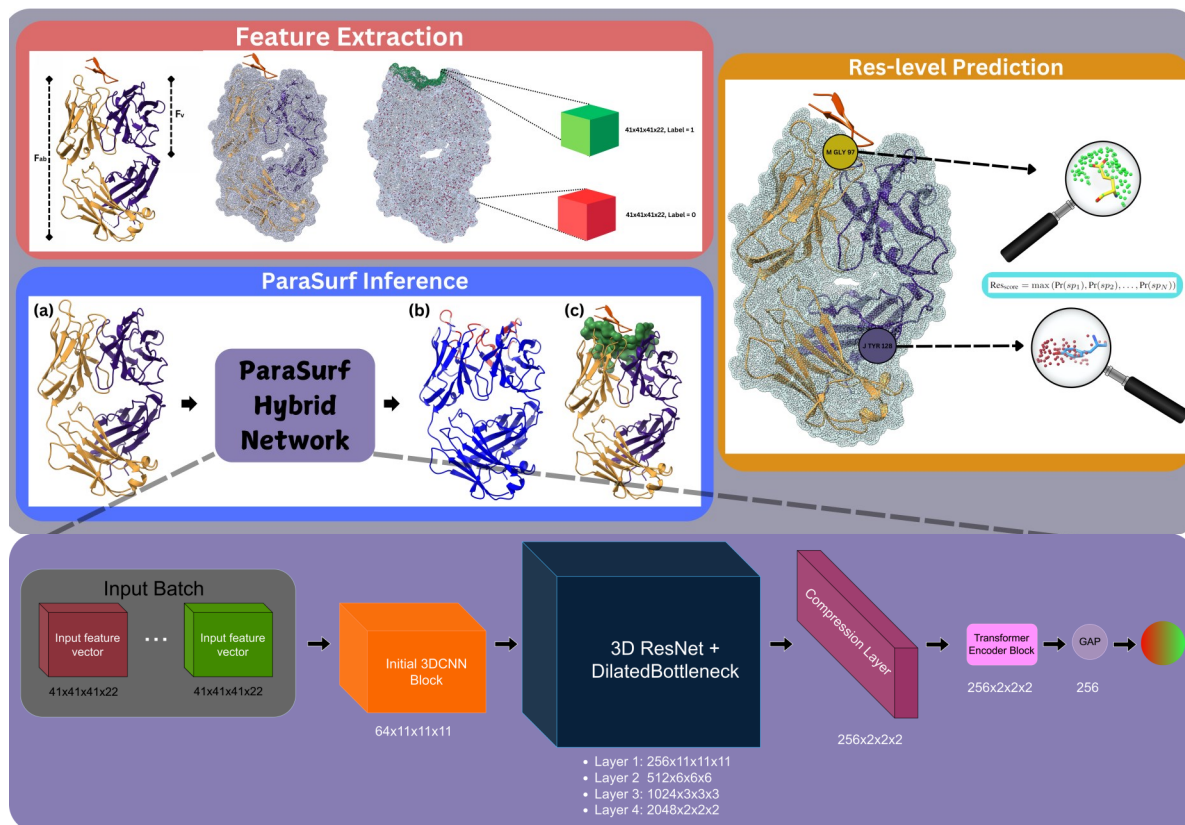 Feature Extraction
F_v
F_ab
41x41x41x22, Label = 1
41x41x41x22, Label = 0
Res-level Prediction
M GLY 97
Res_score = max (Pr(sp_1), Pr(sp_2), . . . , Pr(sp_N))
J TYR 128
ParaSurf Inference
(a)
(b)
(c)
ParaSurf
Hybrid
Network
Input Batch
Input feature
vector
...
Input feature
vector
41x41x41x22
41x41x41x22
Initial 3DCNN
Block
64x11x11x11
3D ResNet +
DilatedBottleneck
• Layer 1: 256x11x11x11
• Layer 2 512x6x6x6
• Layer 3: 1024x3x3x3
• Layer 4: 2048x2x2x2
Compression Layer
256x2x2x2
Transformer
Encoder Block
256x2x2x2
GAP
256